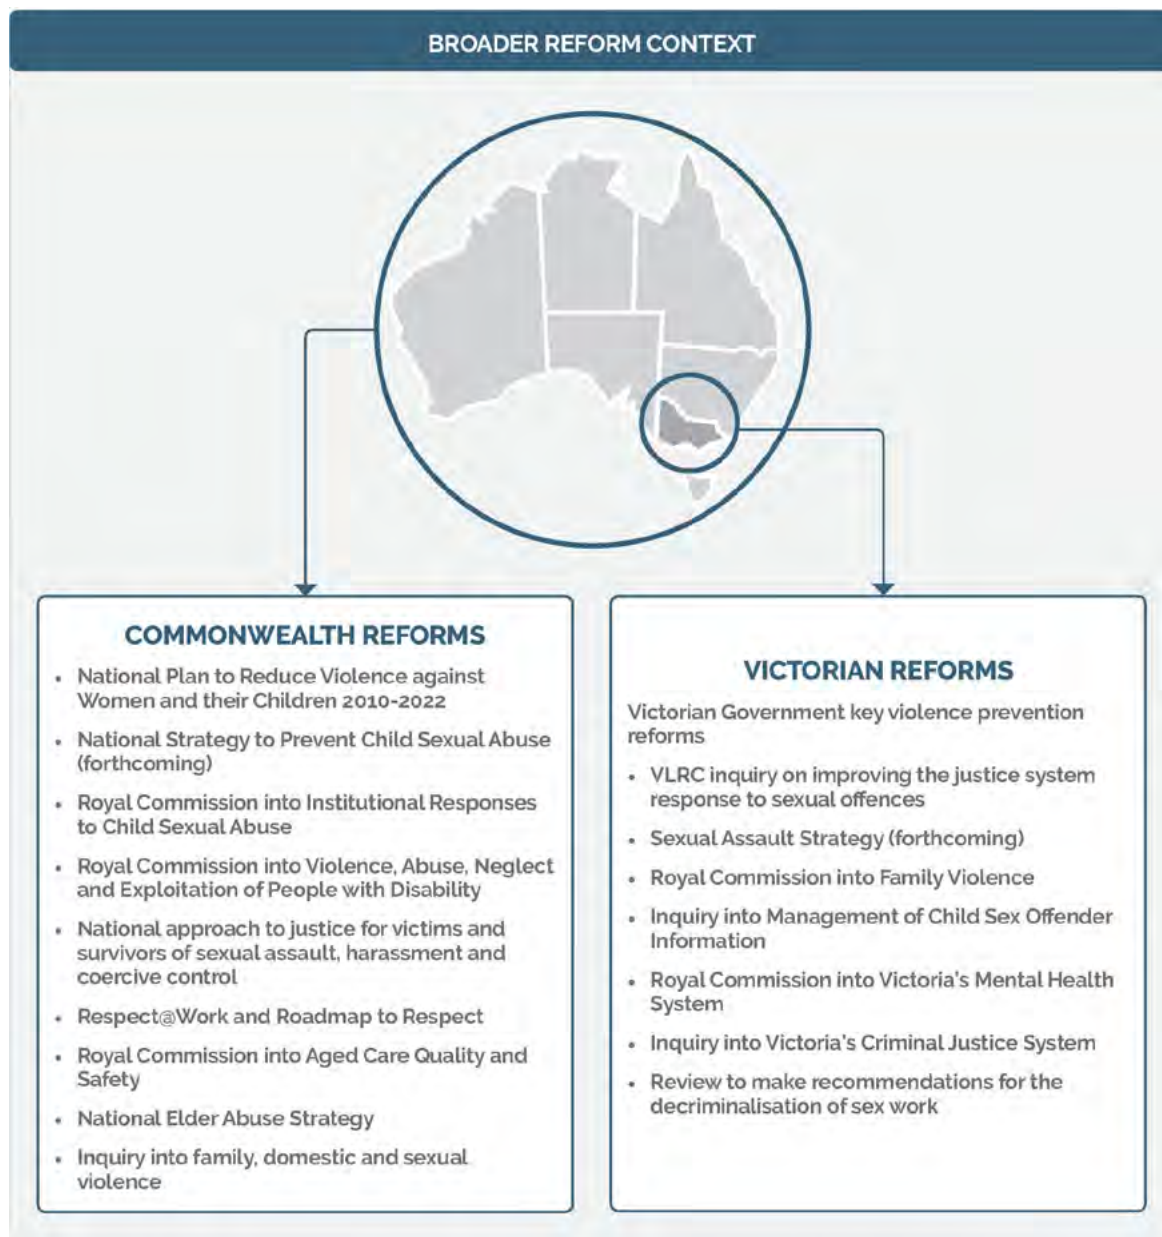 BROADER REFORM CONTEXT
COMMONWEALTH REFORMS
• National Plan to Reduce Violence against
Women and their Children 2010-2022
• National Strategy to Prevent Child Sexual Abuse
(forthcoming)
• Royal Commission into Institutional Responses
to Child Sexual Abuse
• Royal Commission into Violence, Abuse, Neglect
and Exploitation of People with Disability
• National approach to justice for victims and
survivors of sexual assault, harassment and
coercive control
• Respect@Work and Roadmap to Respect
• Royal Commission into Aged Care Quality and
Safety
• National Elder Abuse Strategy
• Inquiry into family, domestic and sexual
violence
VICTORIAN REFORMS
Victorian Government key violence prevention
reforms
• VLRC inquiry on improving the justice system
response to sexual offences
• Sexual Assault Strategy (forthcoming)
• Royal Commission into Family Violence
• Inquiry into Management of Child Sex Offender
Information
• Royal Commission into Victoria's Mental Health
System
• Inquiry into Victoria's Criminal Justice System
• Review to make recommendations for the
decriminalisation of sex work